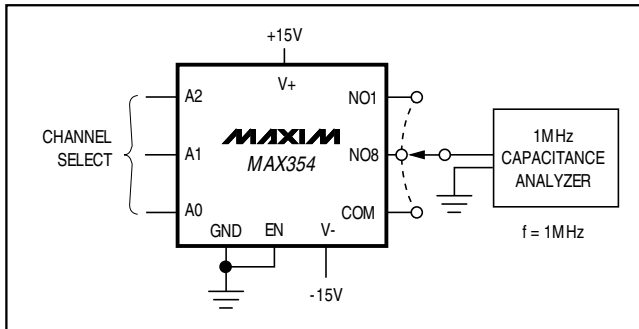 +15V
V+
A2
NO1
CHANNEL
SELECT
A1
MAXIM
MAX354
NO8
1MHz
CAPACITANCE
ANALYZER
A0
COM
GND
EN
V-
f = 1MHz
-15V